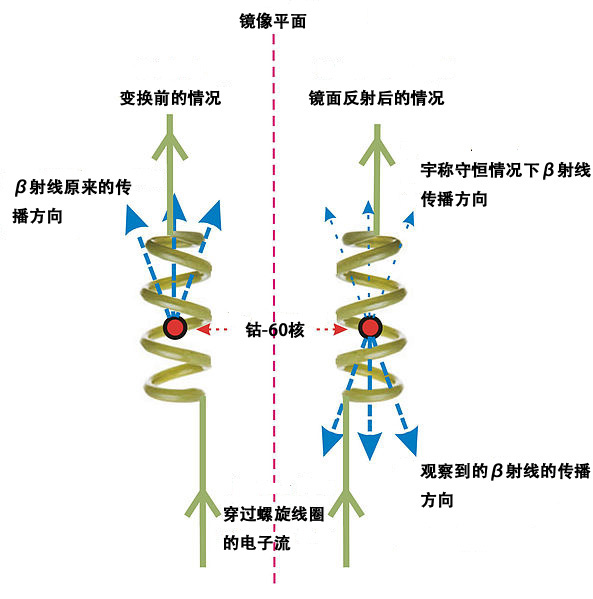 镜像平面
变换前的情况
镜面反射后的情况
β射线原来的传
播方向
宇称守恒情况下β射线
传播方向
钴-60核
观察到的β射线的传播
方向
穿过螺旋线圈
的电子流